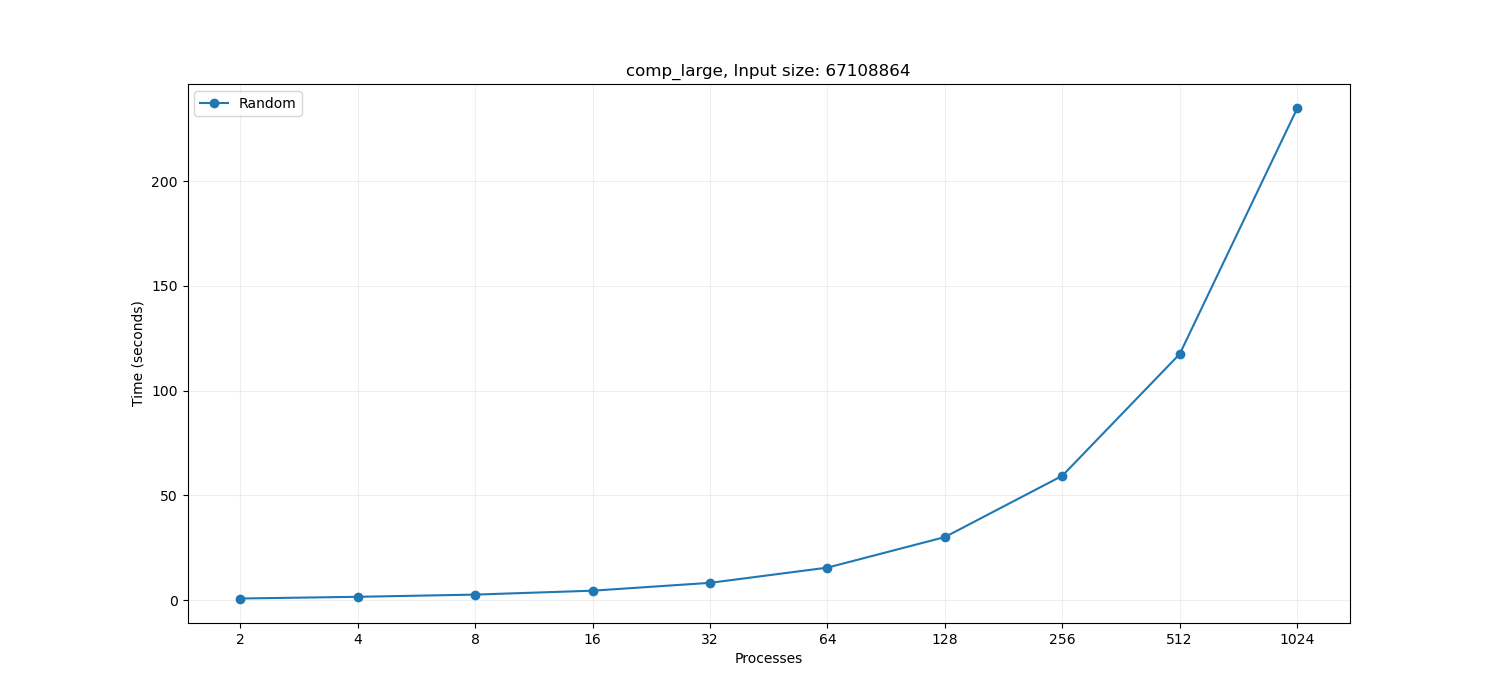 comp_large, Input size: 67108864
Random
Time (seconds)
200
150
100
50
0
2 4 8 16 32 64 128 256 512 1024
Processes